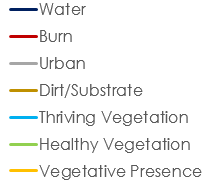 Water
Burn
Urban
Dirt/Substrate
Thriving Vegetation
Healthy Vegetation
Vegetative Presence